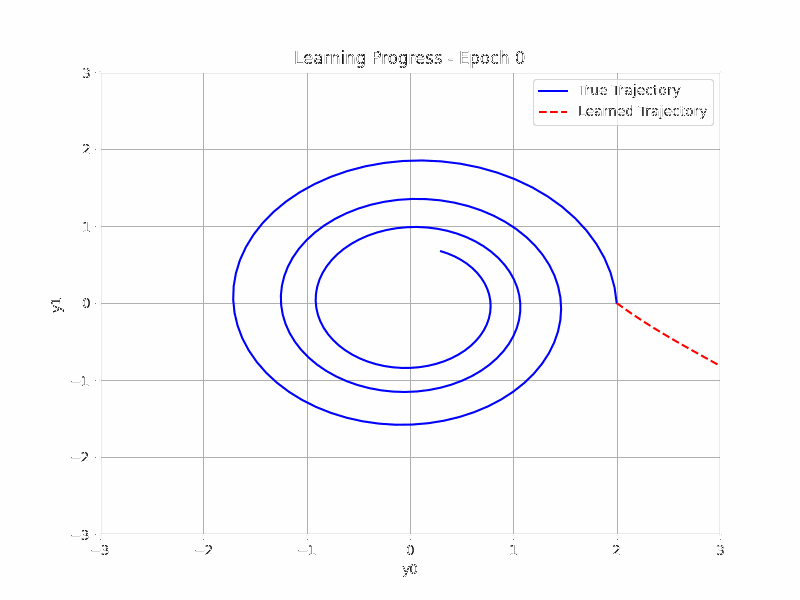 Learning Progress - Epoch 0
True Trajectory
Learned Trajectory
3
2
1
0
−1
−2
−3
y1
−3
−2
−1
0
1
2
3
y0